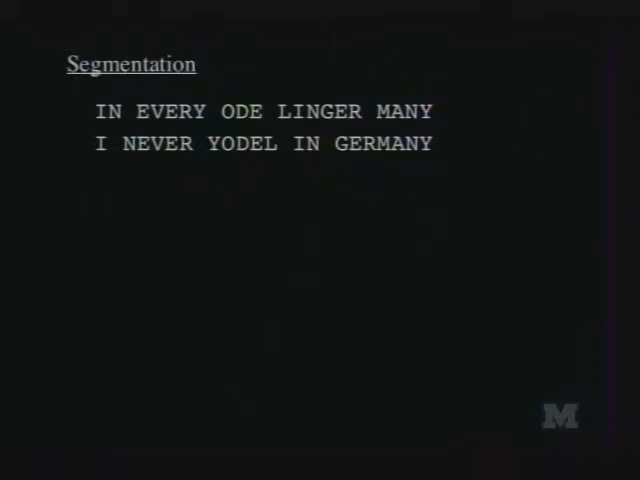 Segmentation
IN EVERY ODE LINGER MANY
I NEVER YODEL IN GERMANY
M